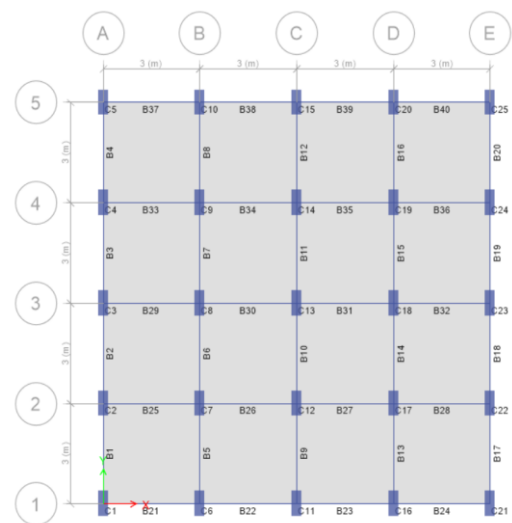 A B C D E
3 (m) 3 (m) 3 (m) 3 (m)
5
C5 B37 C10 B38 C15 B39 C20 B40 C25
3 (m) B4 B8 B12 B16 B20
4
C4 B33 C9 B34 C14 B35 C19 B36 C24
3 (m) B3 B7 B11 B15 B19
3
C3 B29 C8 B30 C13 B31 C18 B32 C23
3 (m) B2 B6 B10 B14 B18
2
C2 B25 C7 B26 C12 B27 C17 B28 C22
3 (m) B1 B5 B9 B13 B17
Y
1
X
C1 B21 C6 B22 C11 B23 C16 B24 C21